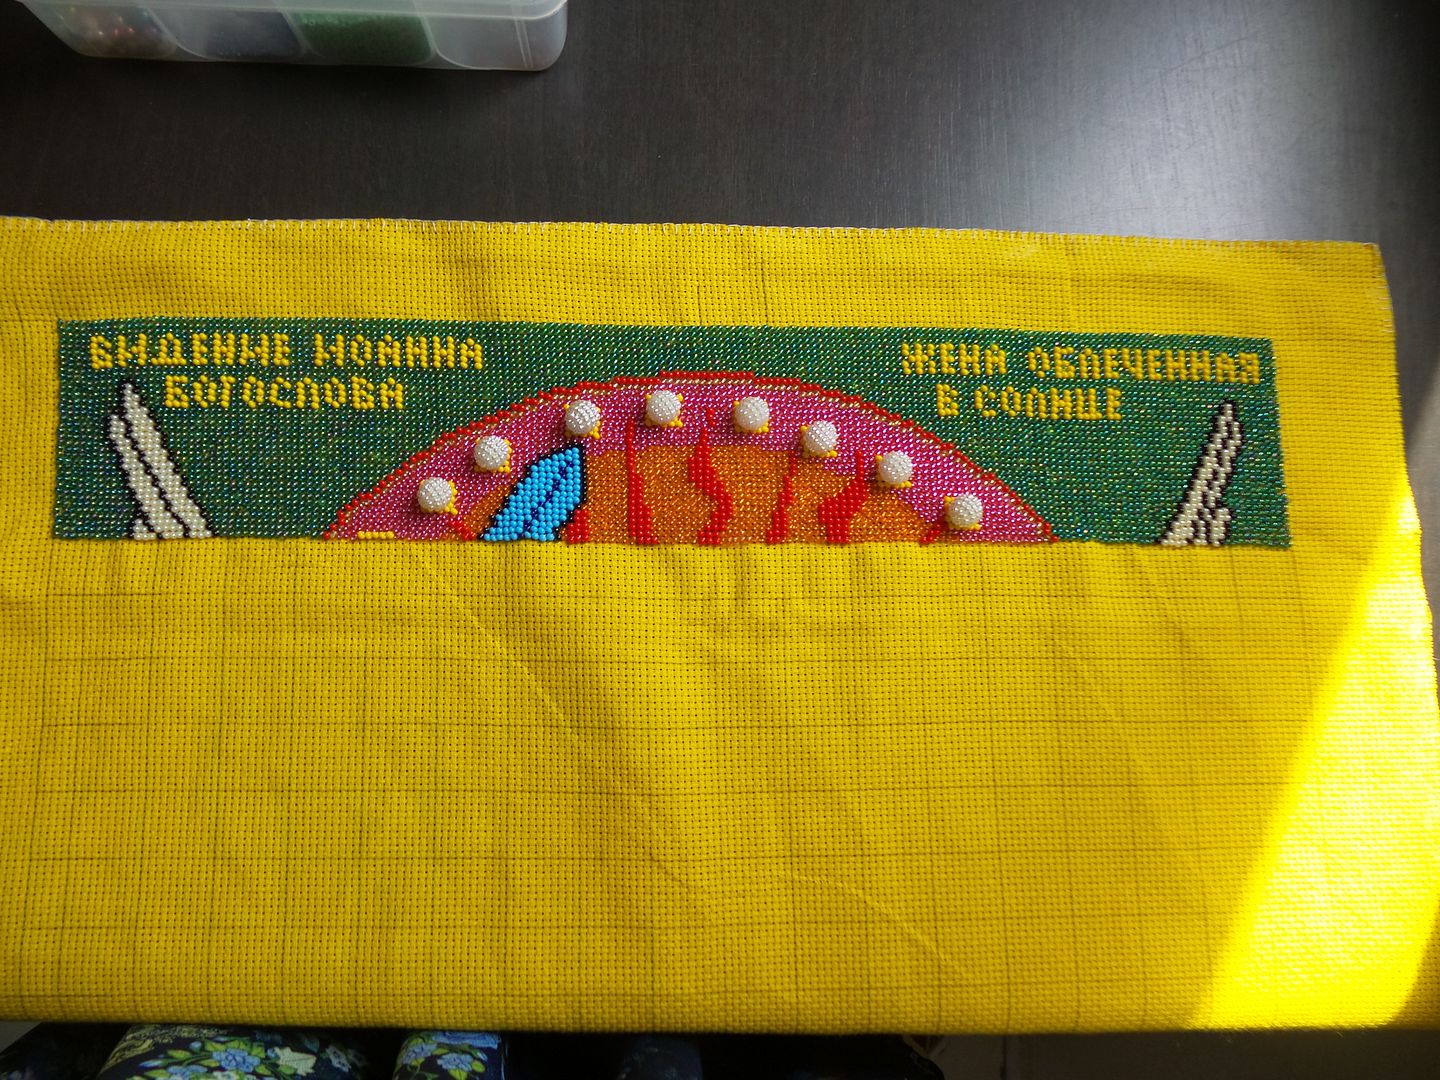 ВИДЕНИЕ ИОАННА
БОГОСЛОВА
ЖЕНА ОБЛЕЧЕННАЯ
В СОЛНЦЕ